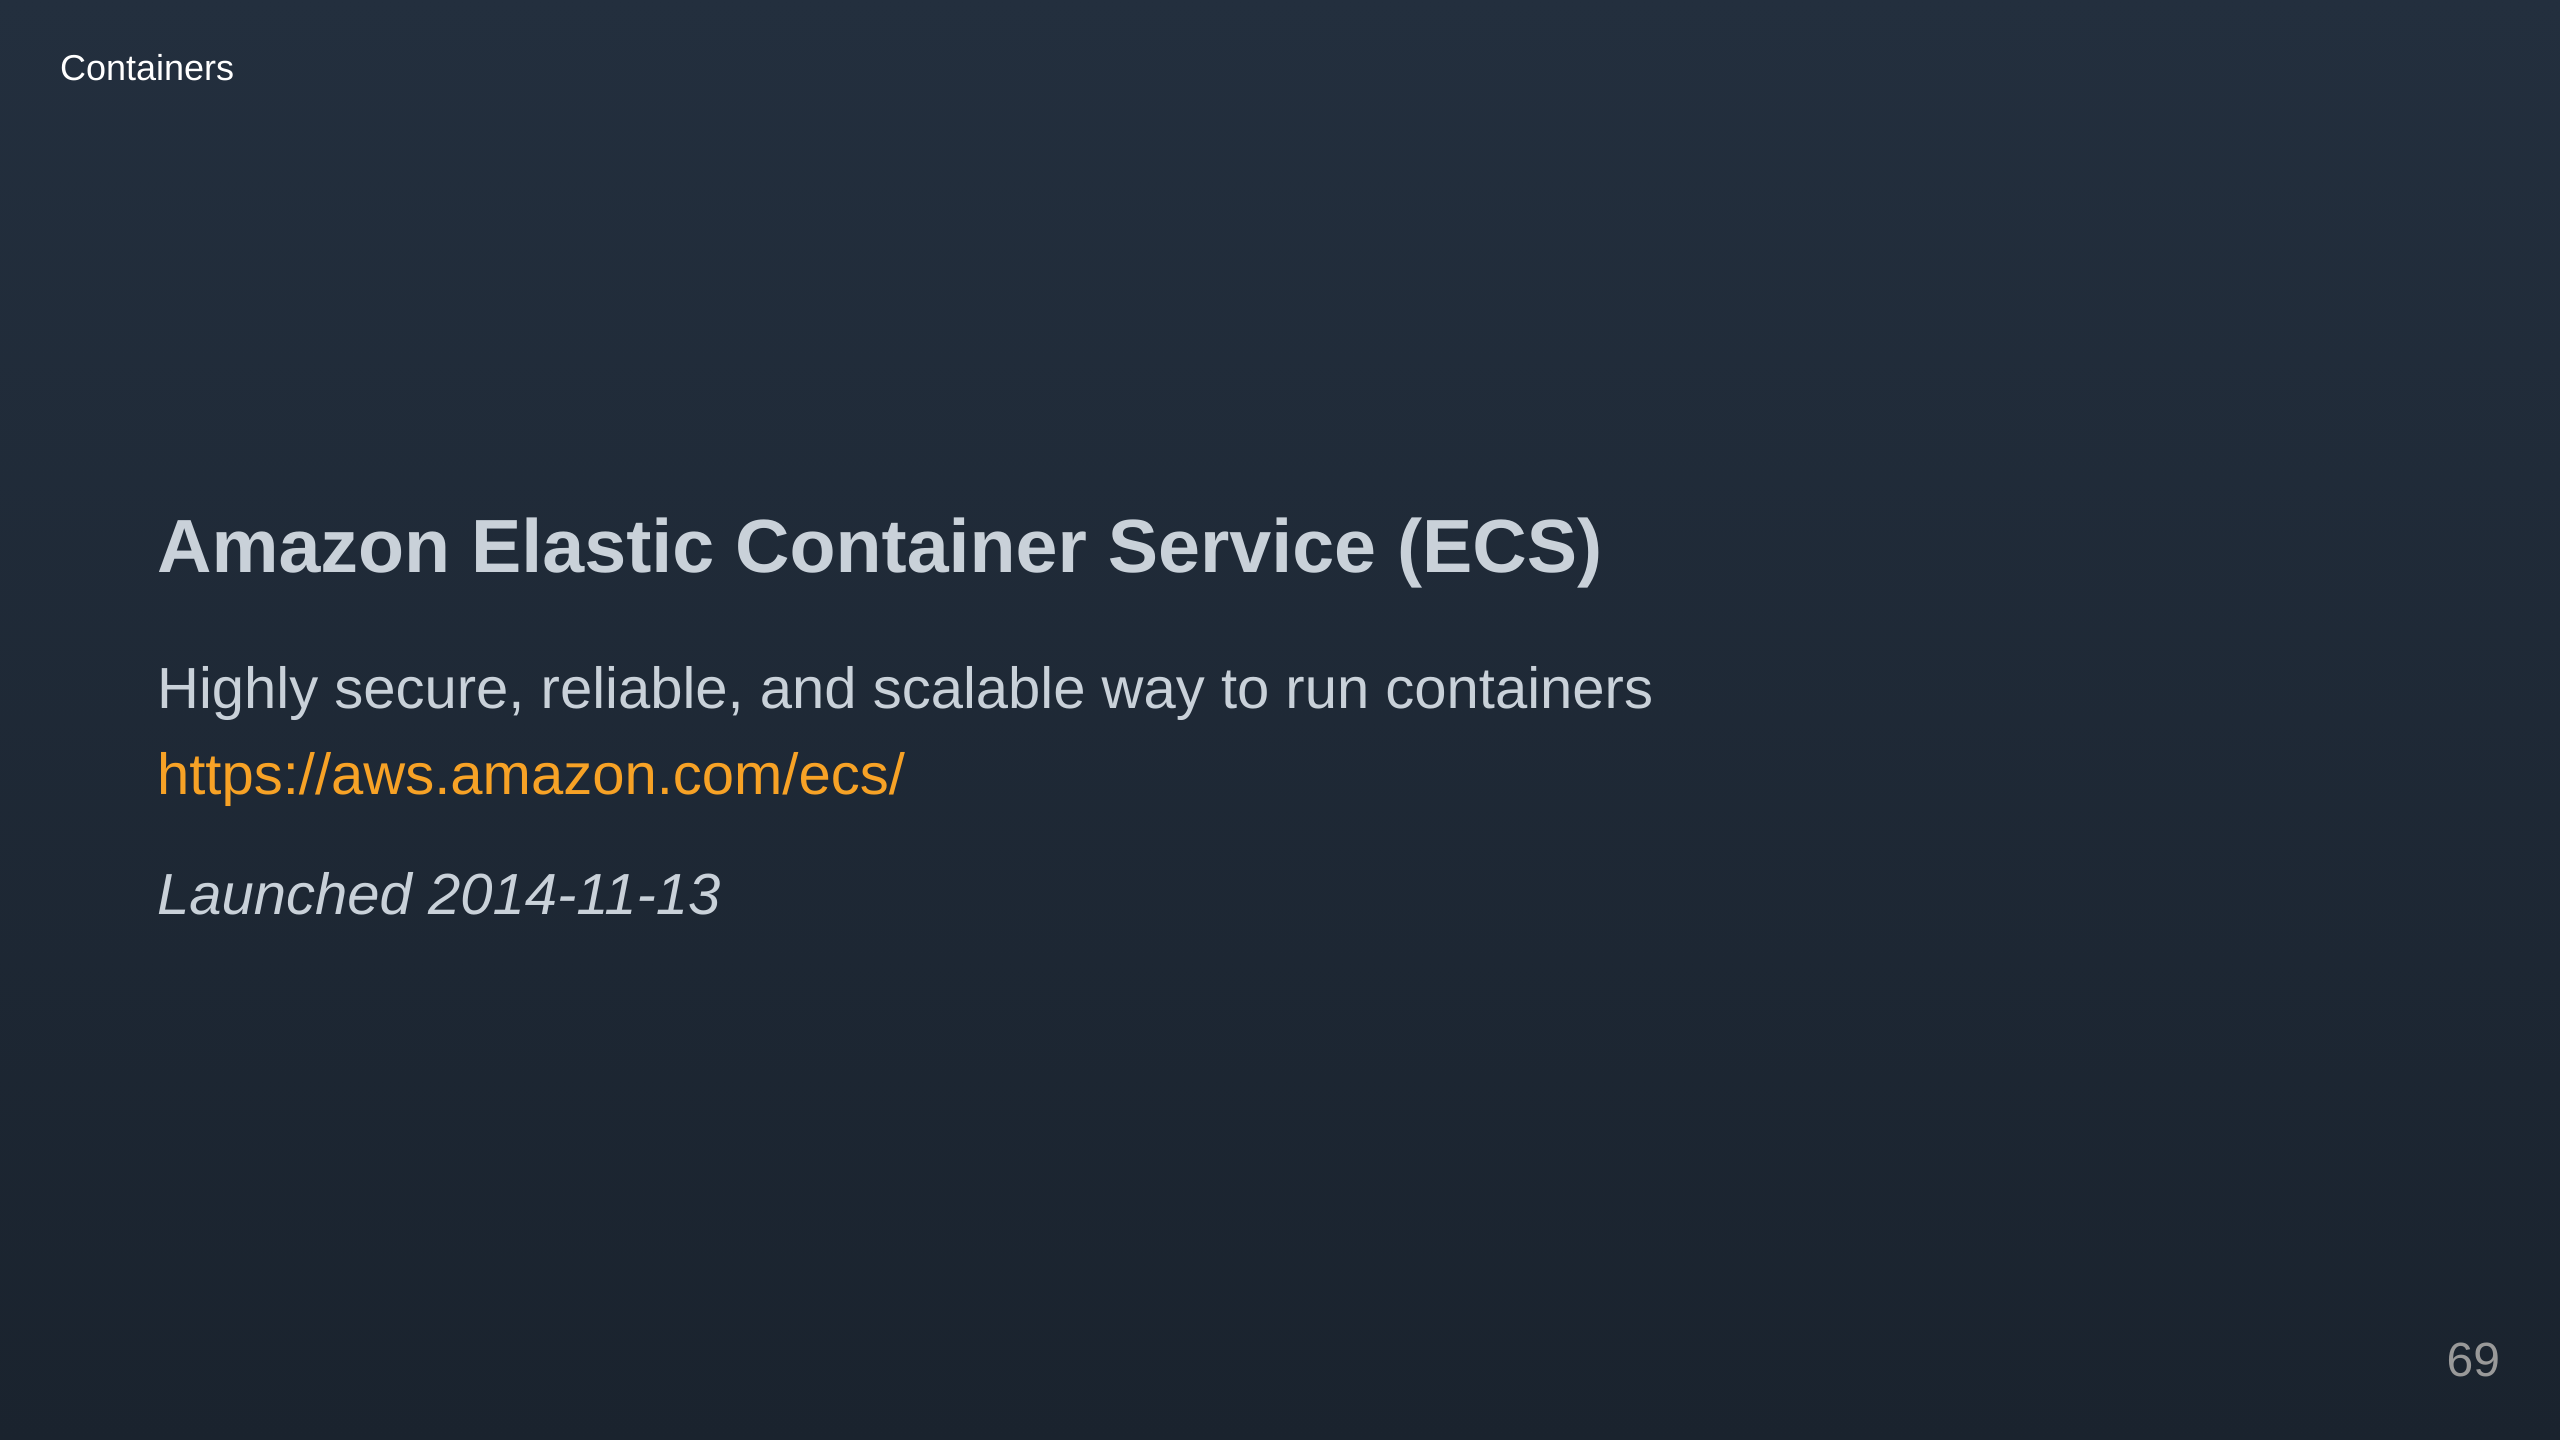 Containers
Amazon Elastic Container Service (ECS)
Highly secure, reliable, and scalable way to run containers
https://aws.amazon.com/ecs/
Launched 2014-11-13
69